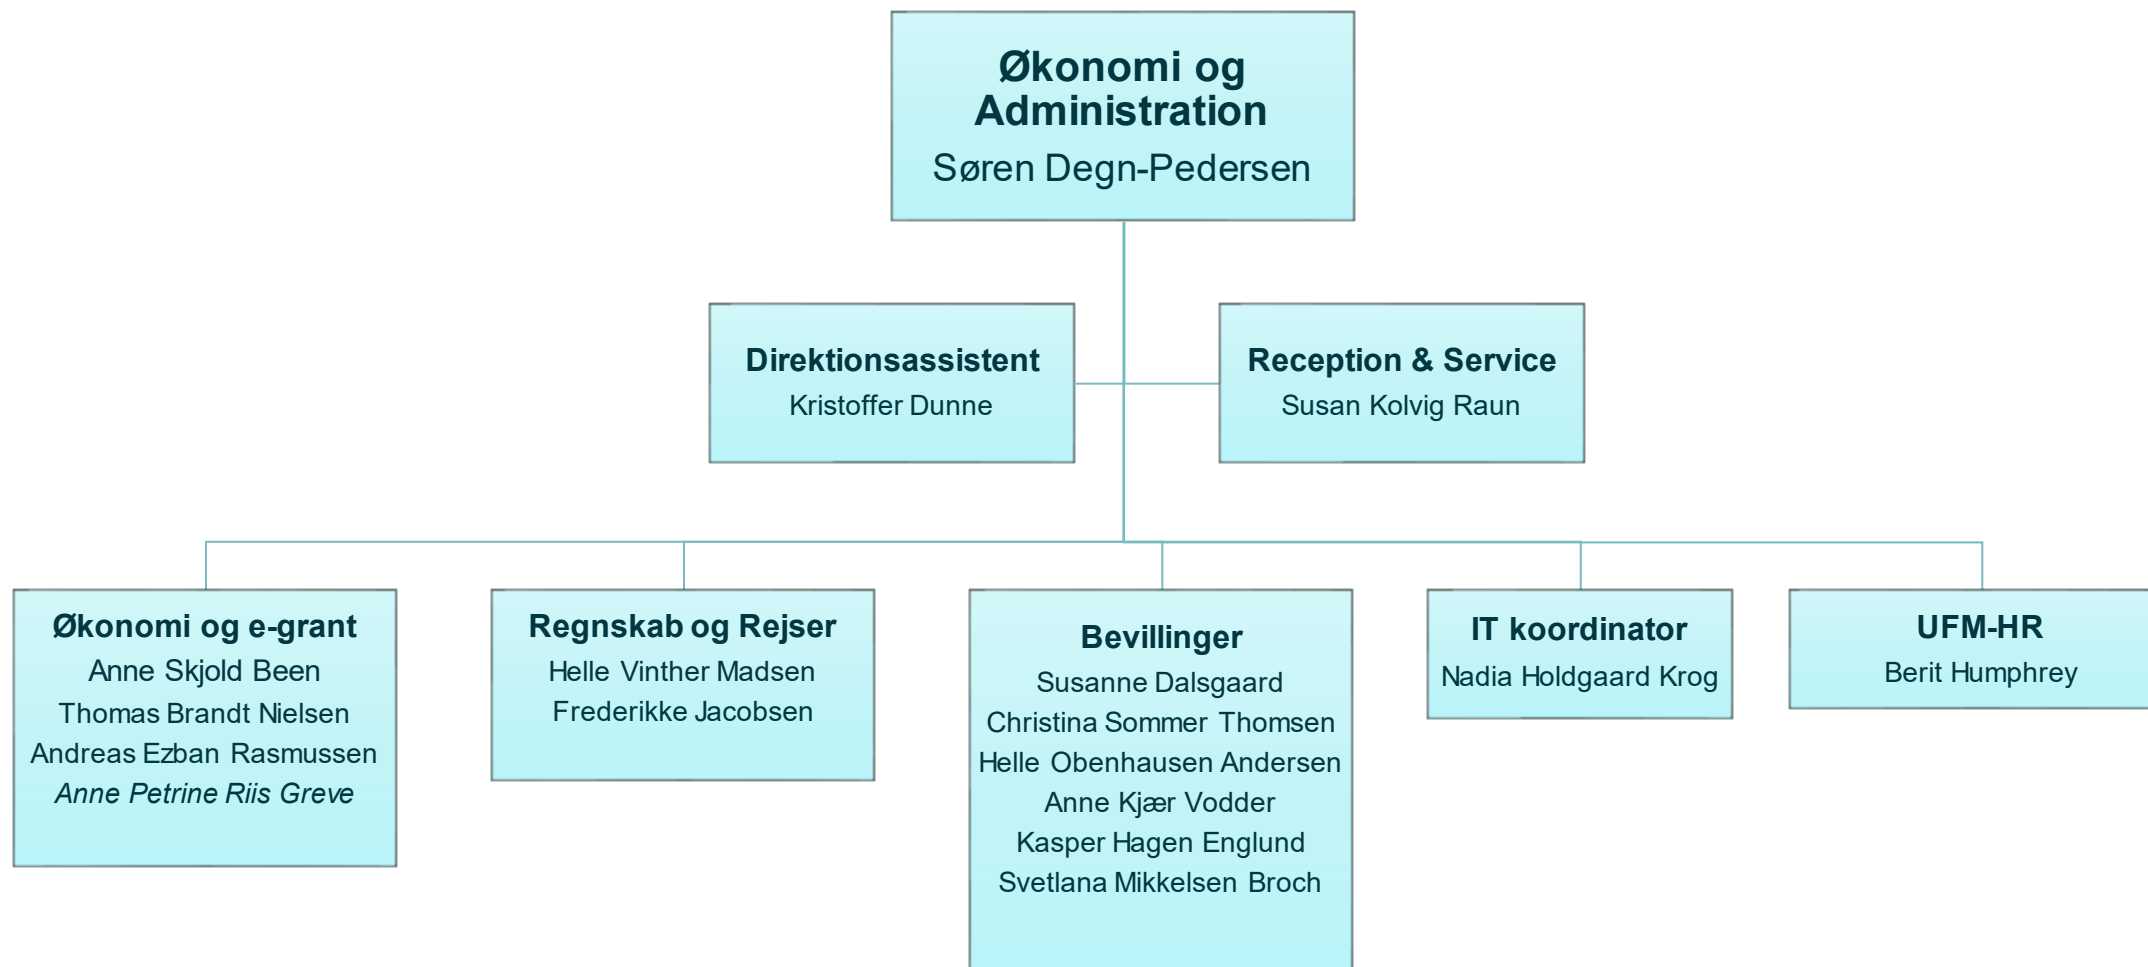 Økonomi og
Administration
Søren Degn-Pedersen
Direktionsassistent
Kristoffer Dunne
Reception & Service
Susan Kolvig Raun
Økonomi og e-grant
Anne Skjold Been
Thomas Brandt Nielsen
Andreas Ezban Rasmussen
Anne Petrine Riis Greve
Regnskab og Rejser
Helle Vinther Madsen
Frederikke Jacobsen
Bevillinger
Susanne Dalsgaard
Christina Sommer Thomsen
Helle Obenhausen Andersen
Anne Kjær Vodder
Kasper Hagen Englund
Svetlana Mikkelsen Broch
IT koordinator
Nadia Holdgaard Krog
UFM-HR
Berit Humphrey